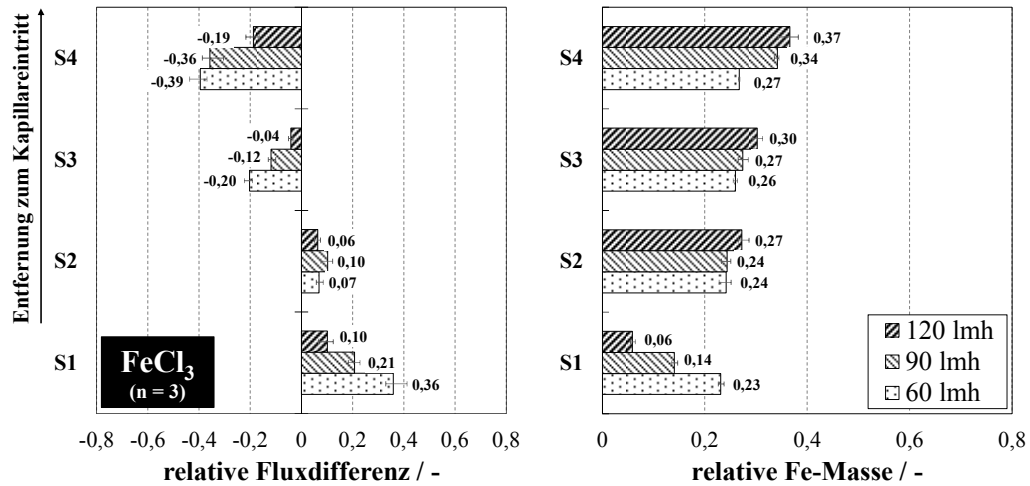 Entfernung zum Kapillareintritt
S4
-0,19
-0,36
-0,39
S3
-0,04
-0,12
-0,20
S2
0,06
0,10
0,07
S1
0,10
0,21
0,36
FeCl3
(n = 3)
-0,8 -0,6 -0,4 -0,2 0 0,2 0,4 0,6 0,8
relative Fluxdifferenz / -
S4
0,37
0,34
0,27
S3
0,30
0,27
0,26
S2
0,27
0,24
0,24
S1
0,06
0,14
0,23
120 lmh
90 lmh
60 lmh
0 0,2 0,4 0,6 0,8
relative Fe-Masse / -